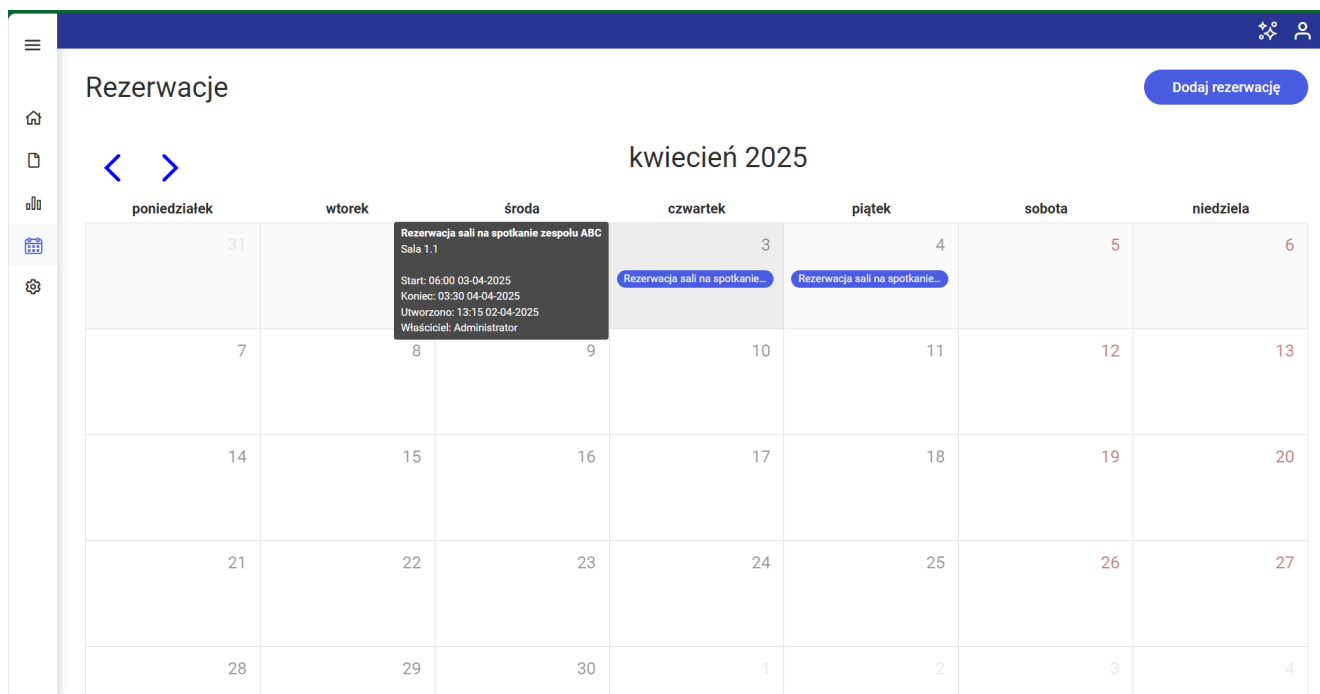 Rezerwacje
Dodaj rezerwację
kwiecień 2025
poniedziałek wtorek środa czwartek piątek sobota niedziela
31 3 4 5 6
Rezerwacja sali na spotkanie zespołu ABC
Sala 1.1
Start: 06:00 03-04-2025
Koniec: 03:30 04-04-2025
Utworzono: 13:15 02-04-2025
Właściciel: Administrator
Rezerwacja sali na spotkanie... Rezerwacja sali na spotkanie...
7 8 9 10 11 12 13
14 15 16 17 18 19 20
21 22 23 24 25 26 27
28 29 30 1 2 3 4